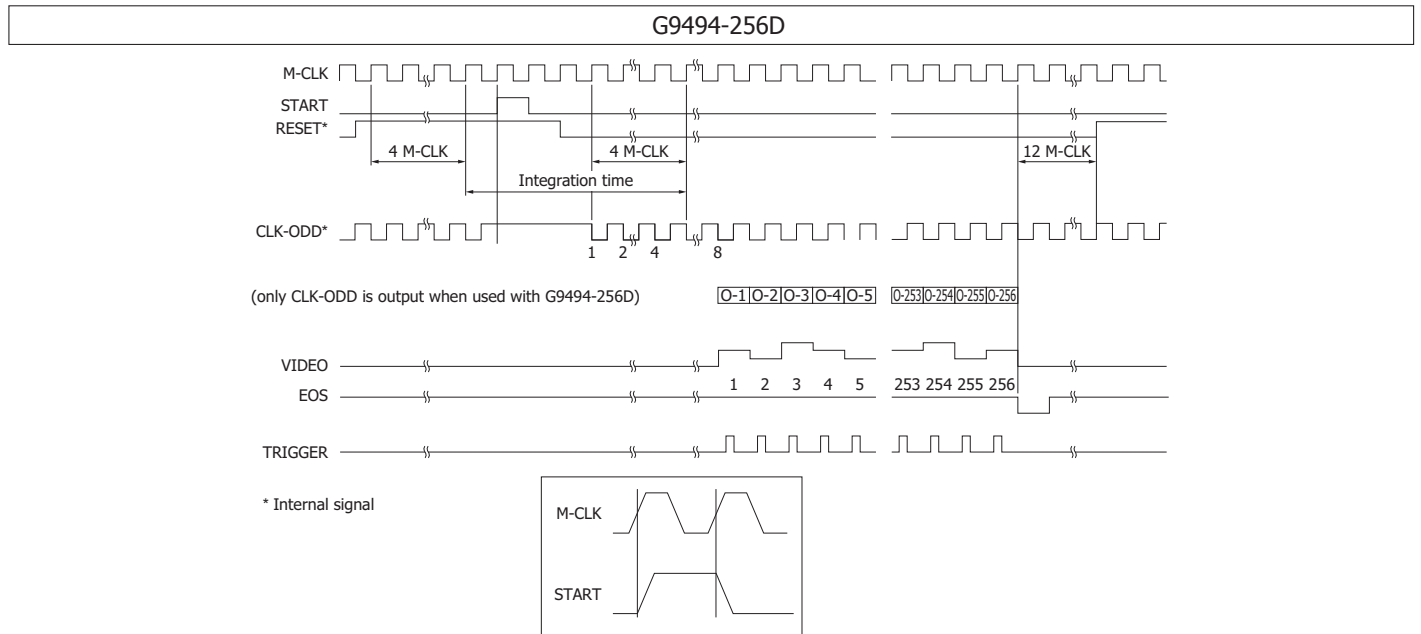 G9494-256D
M-CLK
START
RESET*
4 M-CLK
4 M-CLK
12 M-CLK
Integration time
CLK-ODD*
1 2 4 8
(only CLK-ODD is output when used with G9494-256D)
O-1 O-2 O-3 O-4 O-5 O-253 O-254 O-255 O-256
VIDEO
1 2 3 4 5 253 254 255 256
EOS
TRIGGER
* Internal signal
M-CLK
START